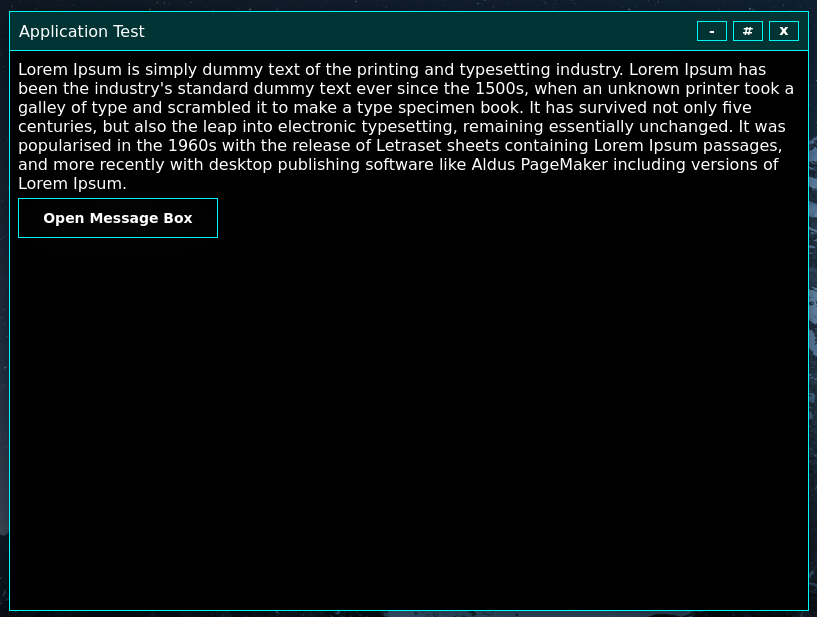 Application Test
- # x
Lorem Ipsum is simply dummy text of the printing and typesetting industry. Lorem Ipsum has
been the industry's standard dummy text ever since the 1500s, when an unknown printer took a
galley of type and scrambled it to make a type specimen book. It has survived not only five
centuries, but also the leap into electronic typesetting, remaining essentially unchanged. It was
popularised in the 1960s with the release of Letraset sheets containing Lorem Ipsum passages,
and more recently with desktop publishing software like Aldus PageMaker including versions of
Lorem Ipsum.
Open Message Box